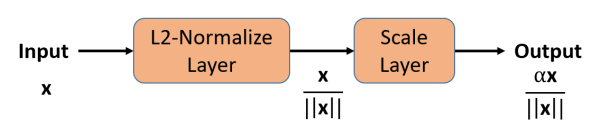 Input
x
L2-Normalize
Layer
x
||x||
Scale
Layer
Output
αx
||x||